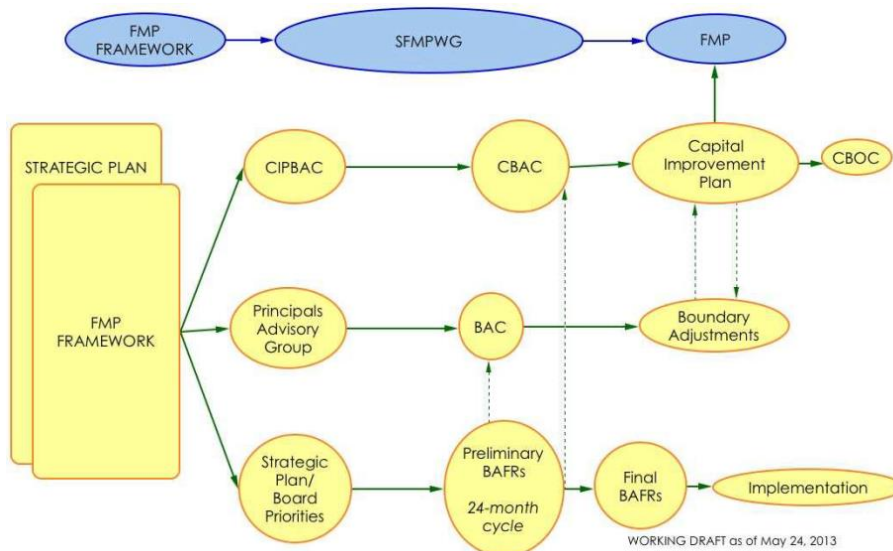 FMP
FRAMEWORK
SFMPWG
FMP
STRATEGIC PLAN
FMP
FRAMEWORK
CIPBAC
CBAC
Capital
Improvement
Plan
CBOC
Principals
Advisory
Group
BAC
Boundary
Adjustments
Strategic
Plan/
Board
Priorities
Preliminary
BAFRs
24-month
cycle
Final
BAFRs
Implementation
WORKING DRAFT as of May 24, 2013